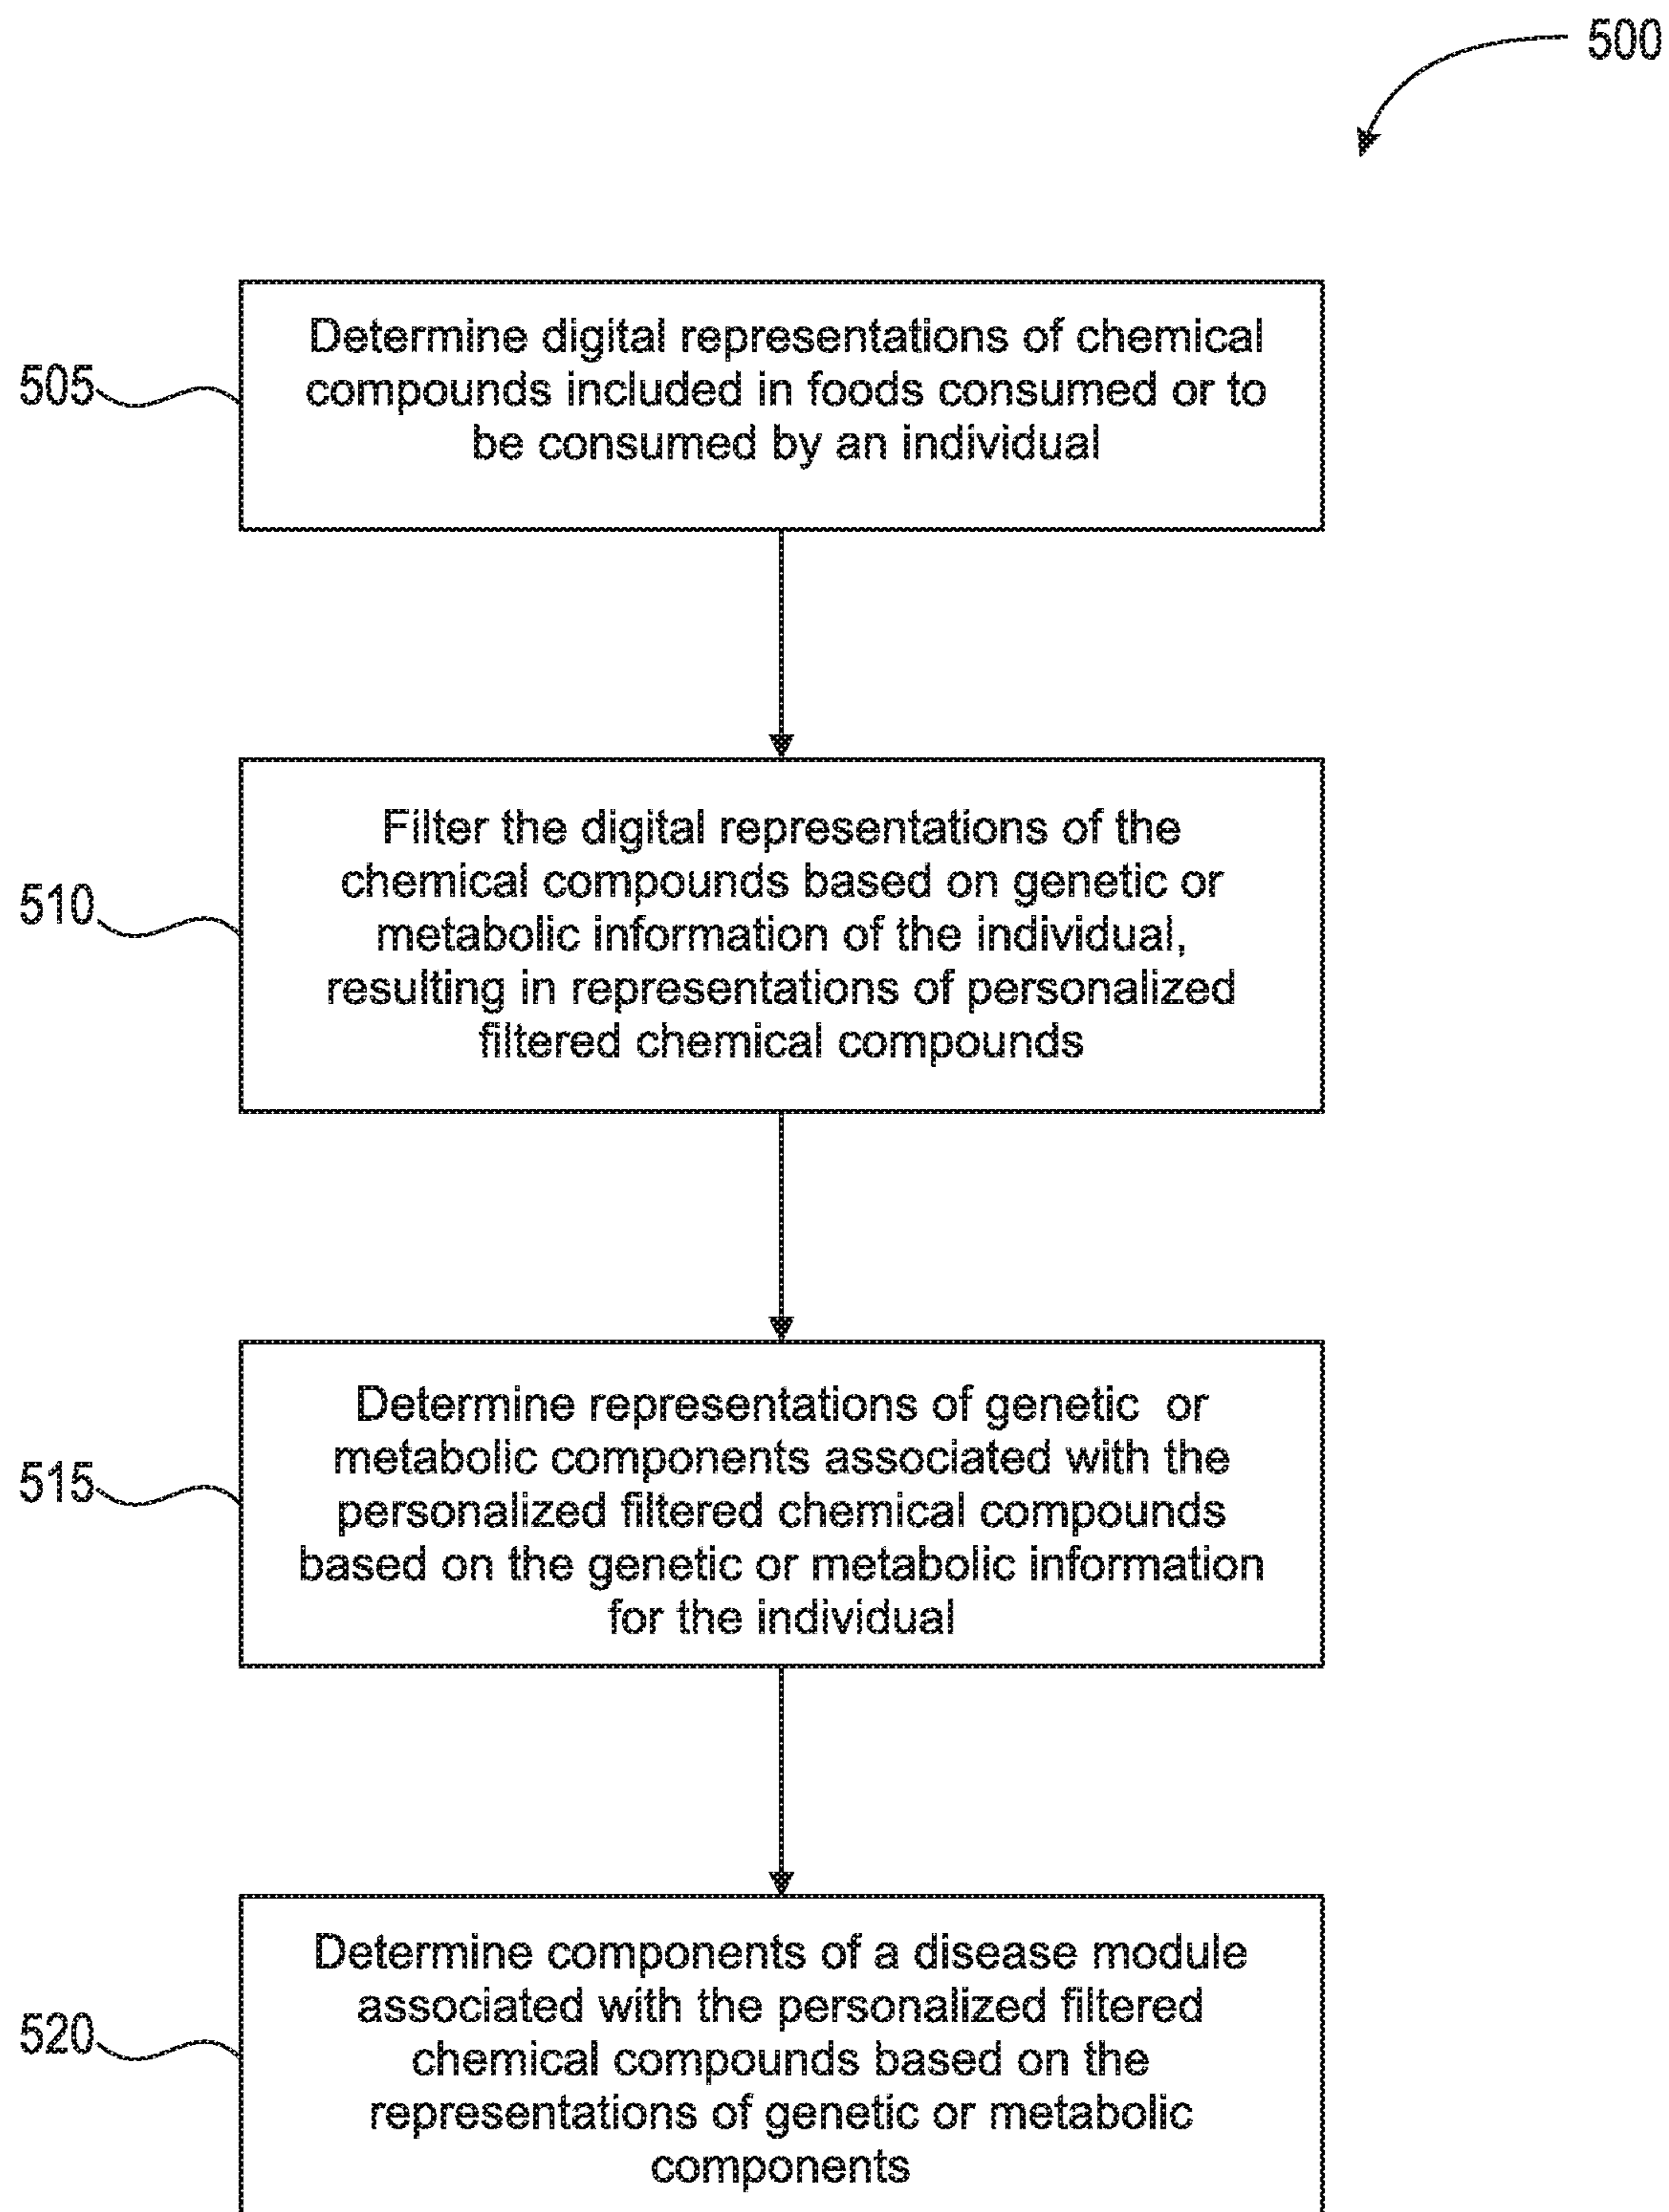 500
505
Determine digital representations of chemical
compounds included in foods consumed or to
be consumed by an individual
510
Filter the digital representations of the
chemical compounds based on genetic or
metabolic information of the individual,
resulting in representations of personalized
filtered chemical compounds
515
Determine representations of genetic or
metabolic components associated with the
personalized filtered chemical compounds
based on the genetic or metabolic information
for the individual
520
Determine components of a disease module
associated with the personalized filtered
chemical compounds based on the
representations of genetic or metabolic
components